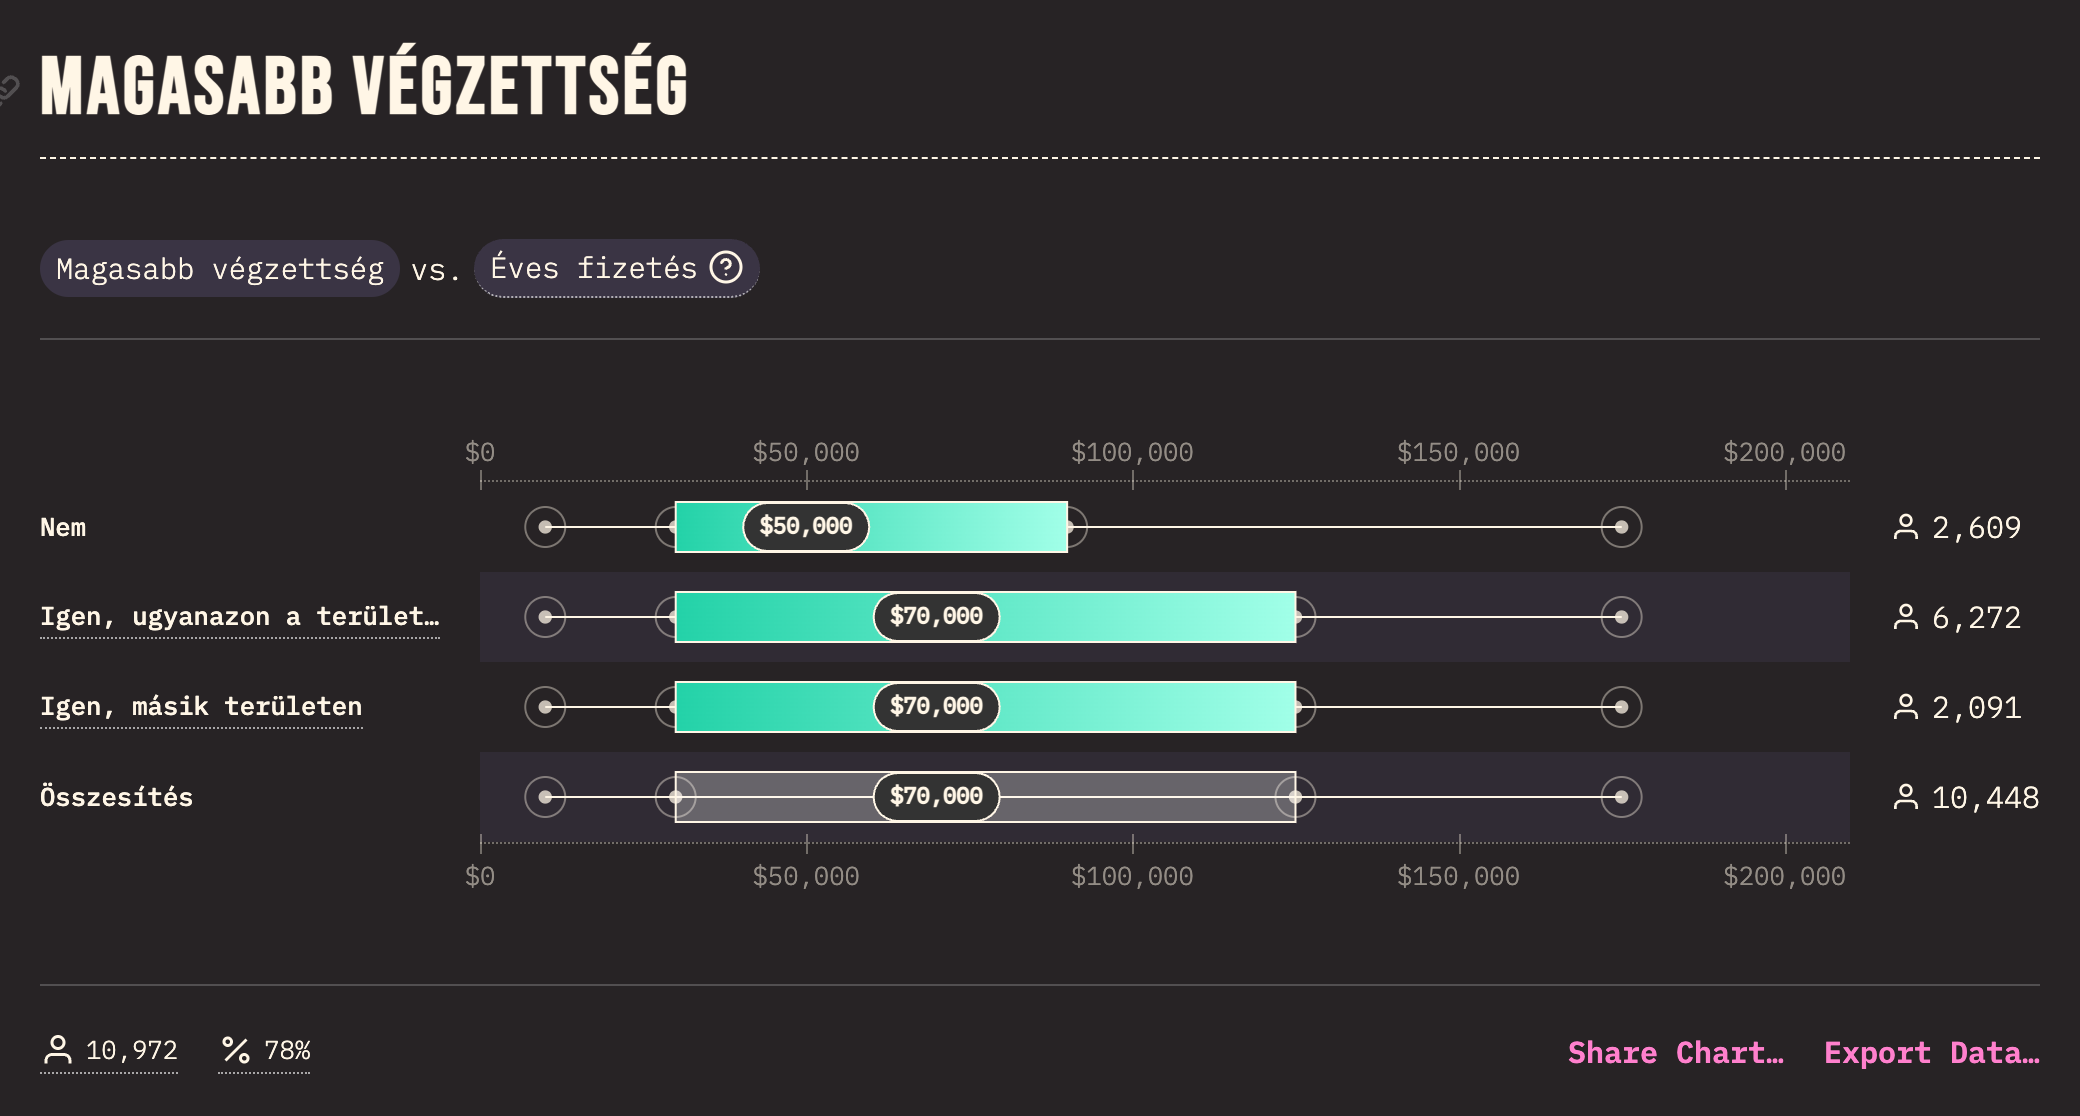 MAGASABB VÉGZETTSÉG
Magasabb végzettség vs. Éves fizetés
$0 $50,000 $100,000 $150,000 $200,000
Nem $50,000 2,609
Igen, ugyanazon a terület… $70,000 6,272
Igen, másik területen $70,000 2,091
Összesítés $70,000 10,448
$0 $50,000 $100,000 $150,000 $200,000
10,972 78% Share Chart… Export Data…